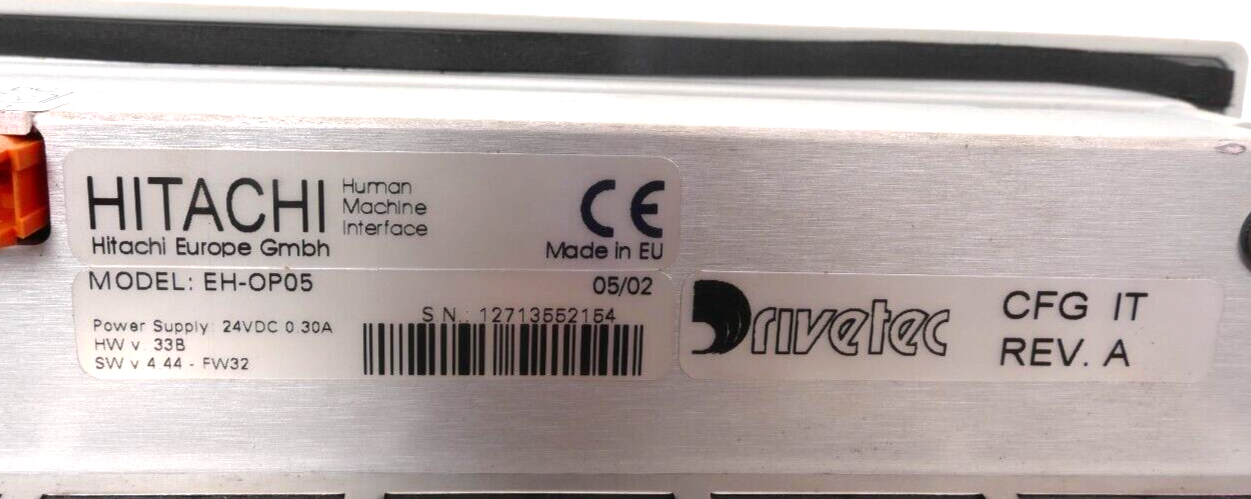 HITACHI
Human
Machine
Interface
Hitachi Europe Gmbh
CE
Made in EU
MODEL: EH-OP05
05/02
S.N.: 12713552154
Power Supply: 24VDC 0.30A
HW v. 33B
SW v 4.44 - FW32
Drivetec
CFG IT
REV. A